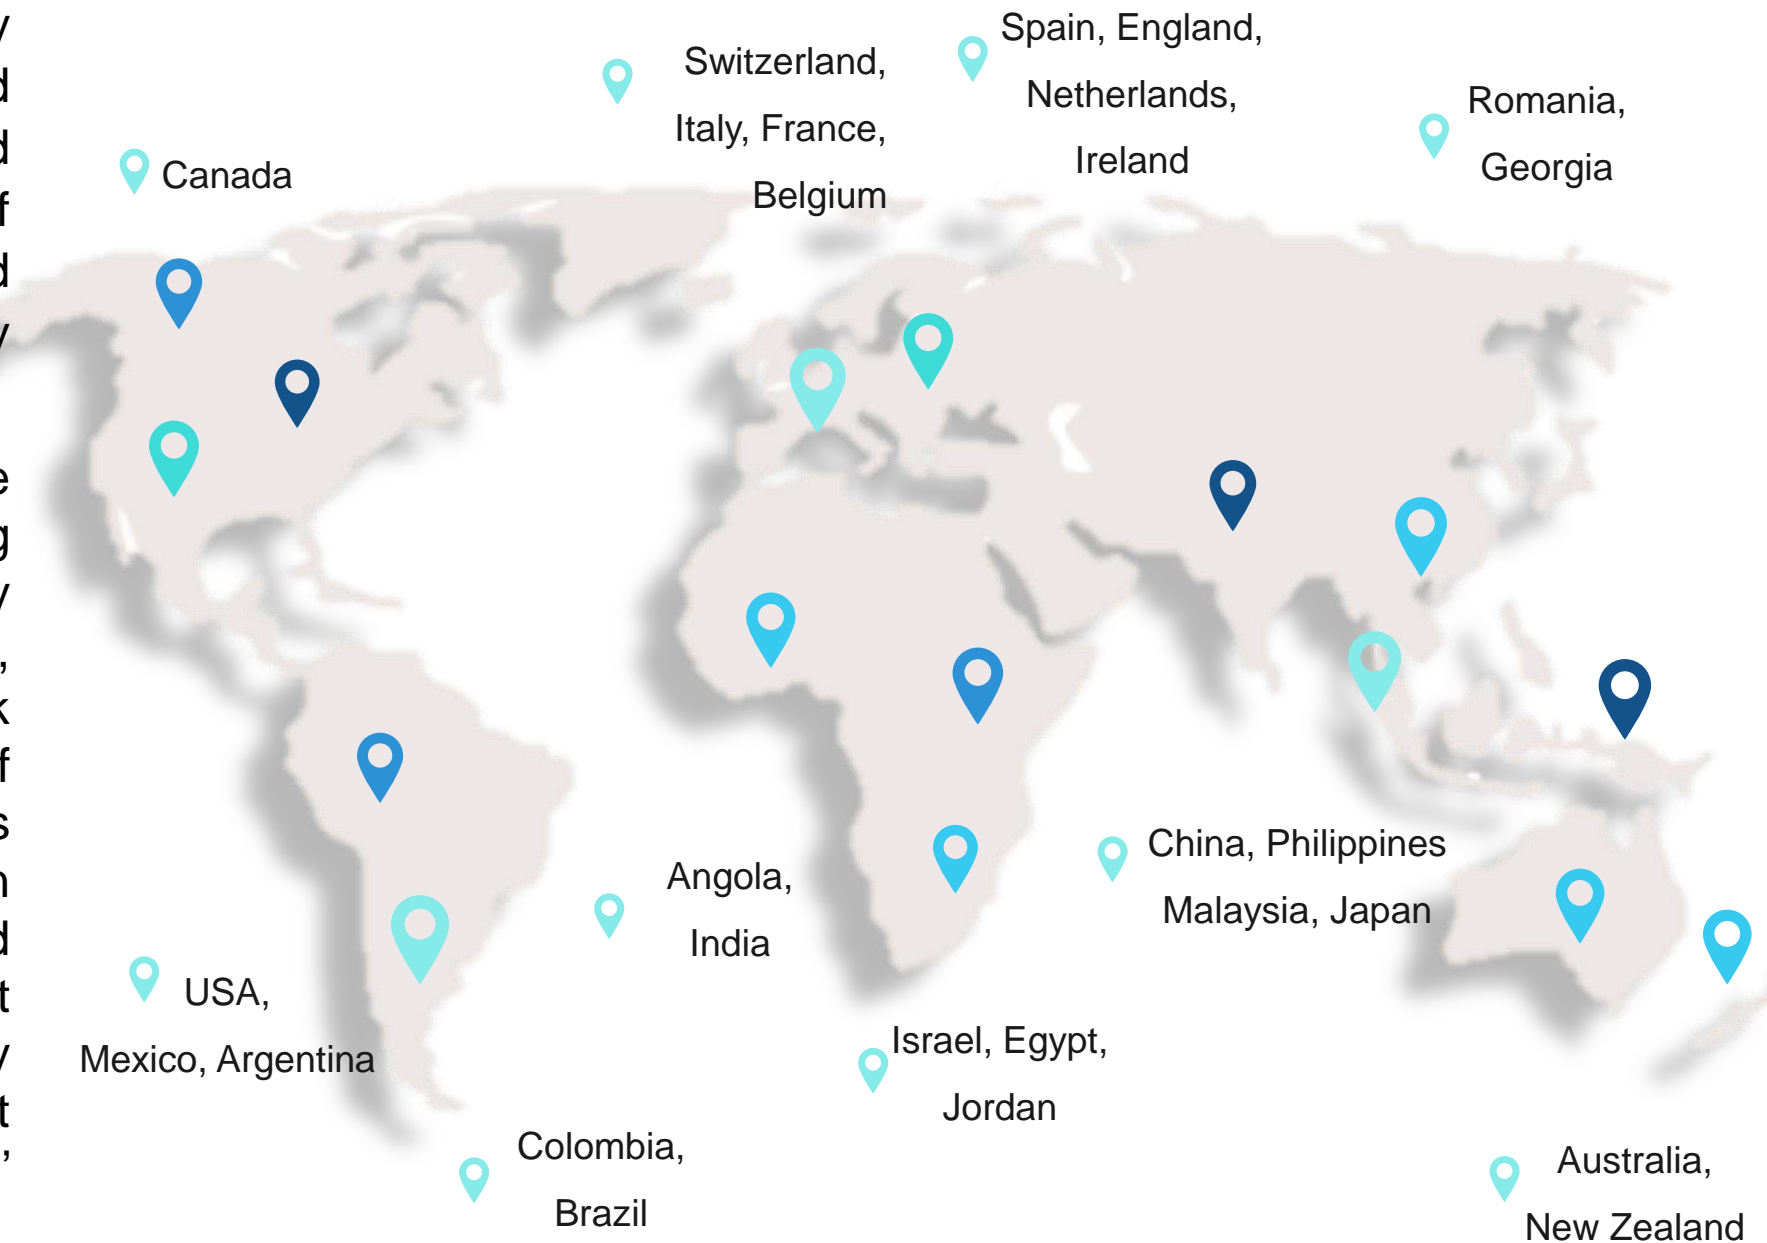 Canada
Switzerland,
Italy, France,
Belgium
Spain, England,
Netherlands,
Ireland
Romania,
Georgia
Angola,
India
China, Philippines
Malaysia, Japan
USA,
Mexico, Argentina
Israel, Egypt,
Jordan
Colombia,
Brazil
Australia,
New Zealand